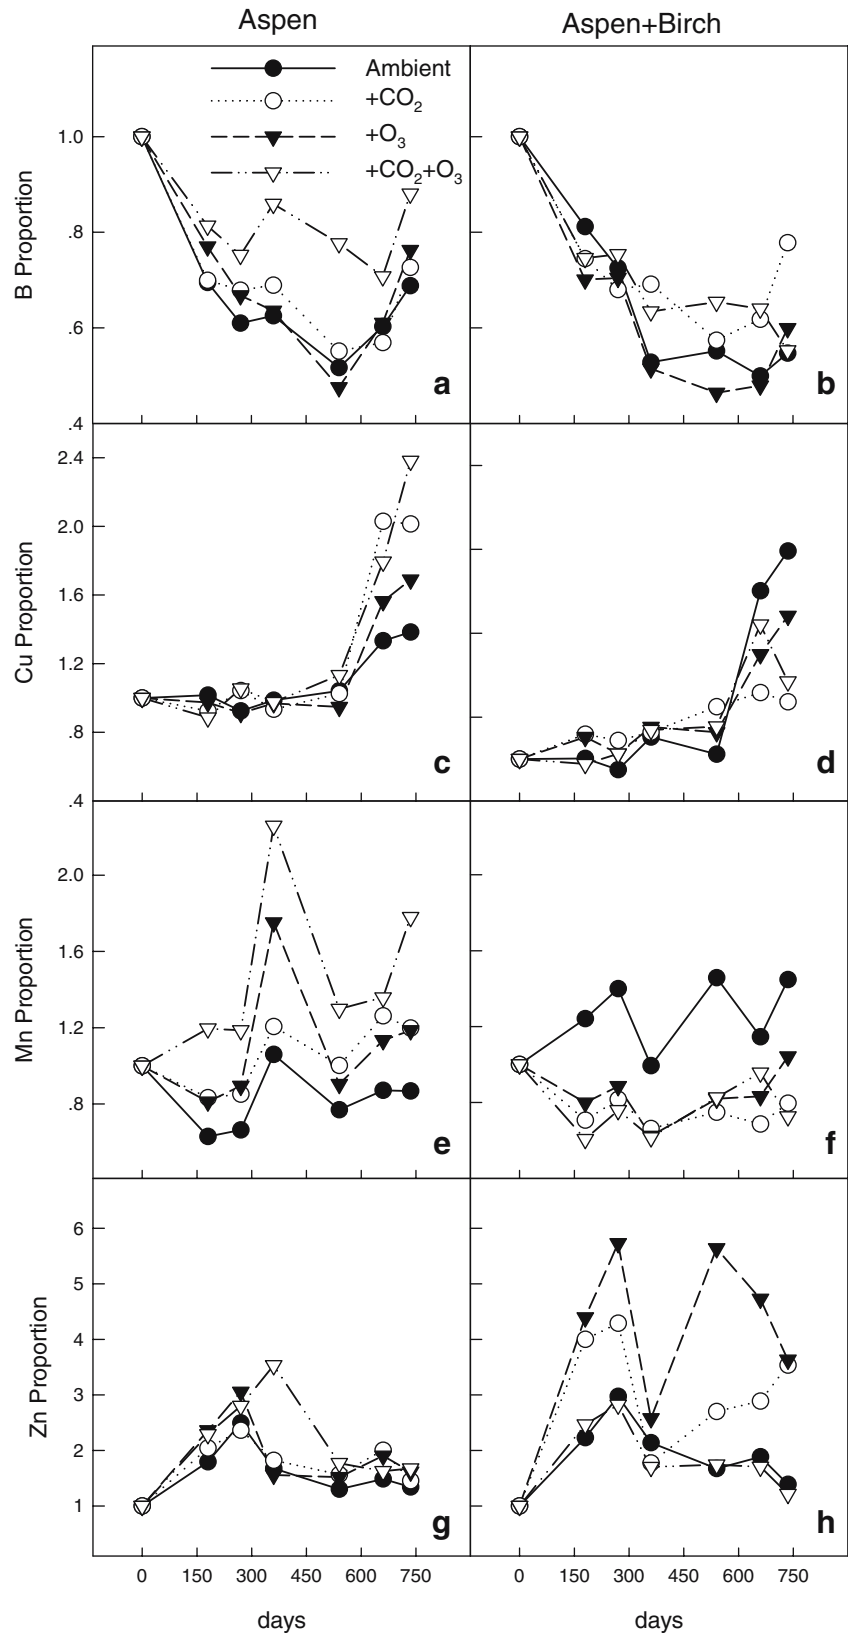 Aspen
Aspen+Birch
Ambient
+CO2
+O3
+CO2+O3
B Proportion
1.0
.8
.6
.4
a
b
Cu Proportion
2.4
2.0
1.6
1.2
.8
.4
c
d
Mn Proportion
2.0
1.6
1.2
.8
e
f
Zn Proportion
6
5
4
3
2
1
g
h
0 150 300 450 600 750
0 150 300 450 600 750
days
days